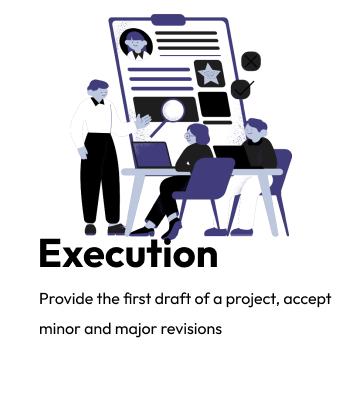 Execution
Provide the first draft of a project, accept
minor and major revisions